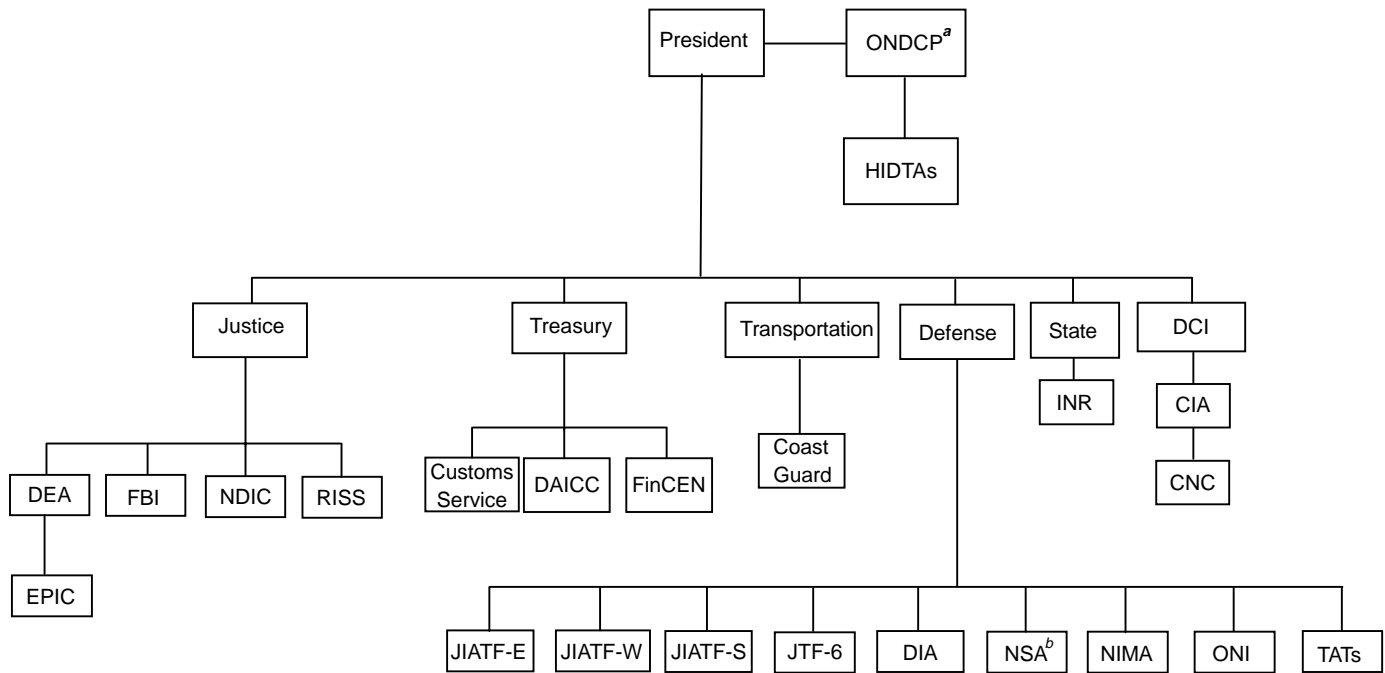 President
ONDCPa
HIDTAs
Justice
Treasury
Transportation
Defense
State
DCI
INR
CIA
CNC
Customs
Service
DAICC
FinCEN
Coast
Guard
DEA
FBI
NDIC
RISS
EPIC
JIATF-E
JIATF-W
JIATF-S
JTF-6
DIA
NSAb
NIMA
ONI
TATs